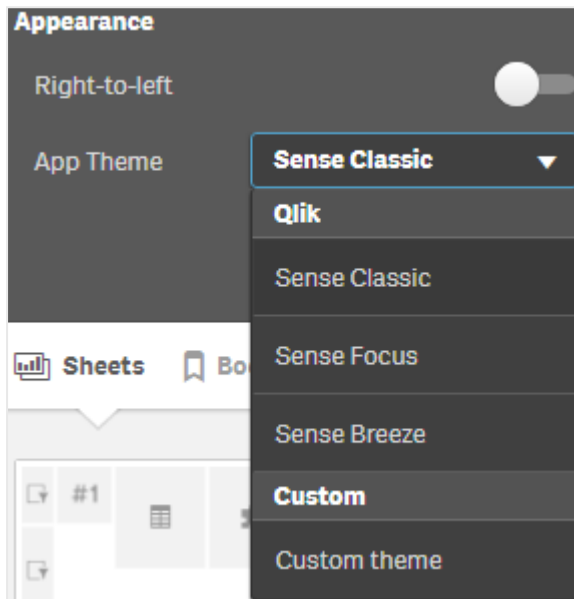 Appearance
Right-to-left
App Theme
Sense Classic
Qlik
Sense Classic
Sense Focus
Sense Breeze
Custom
Custom theme
Sheets
#1